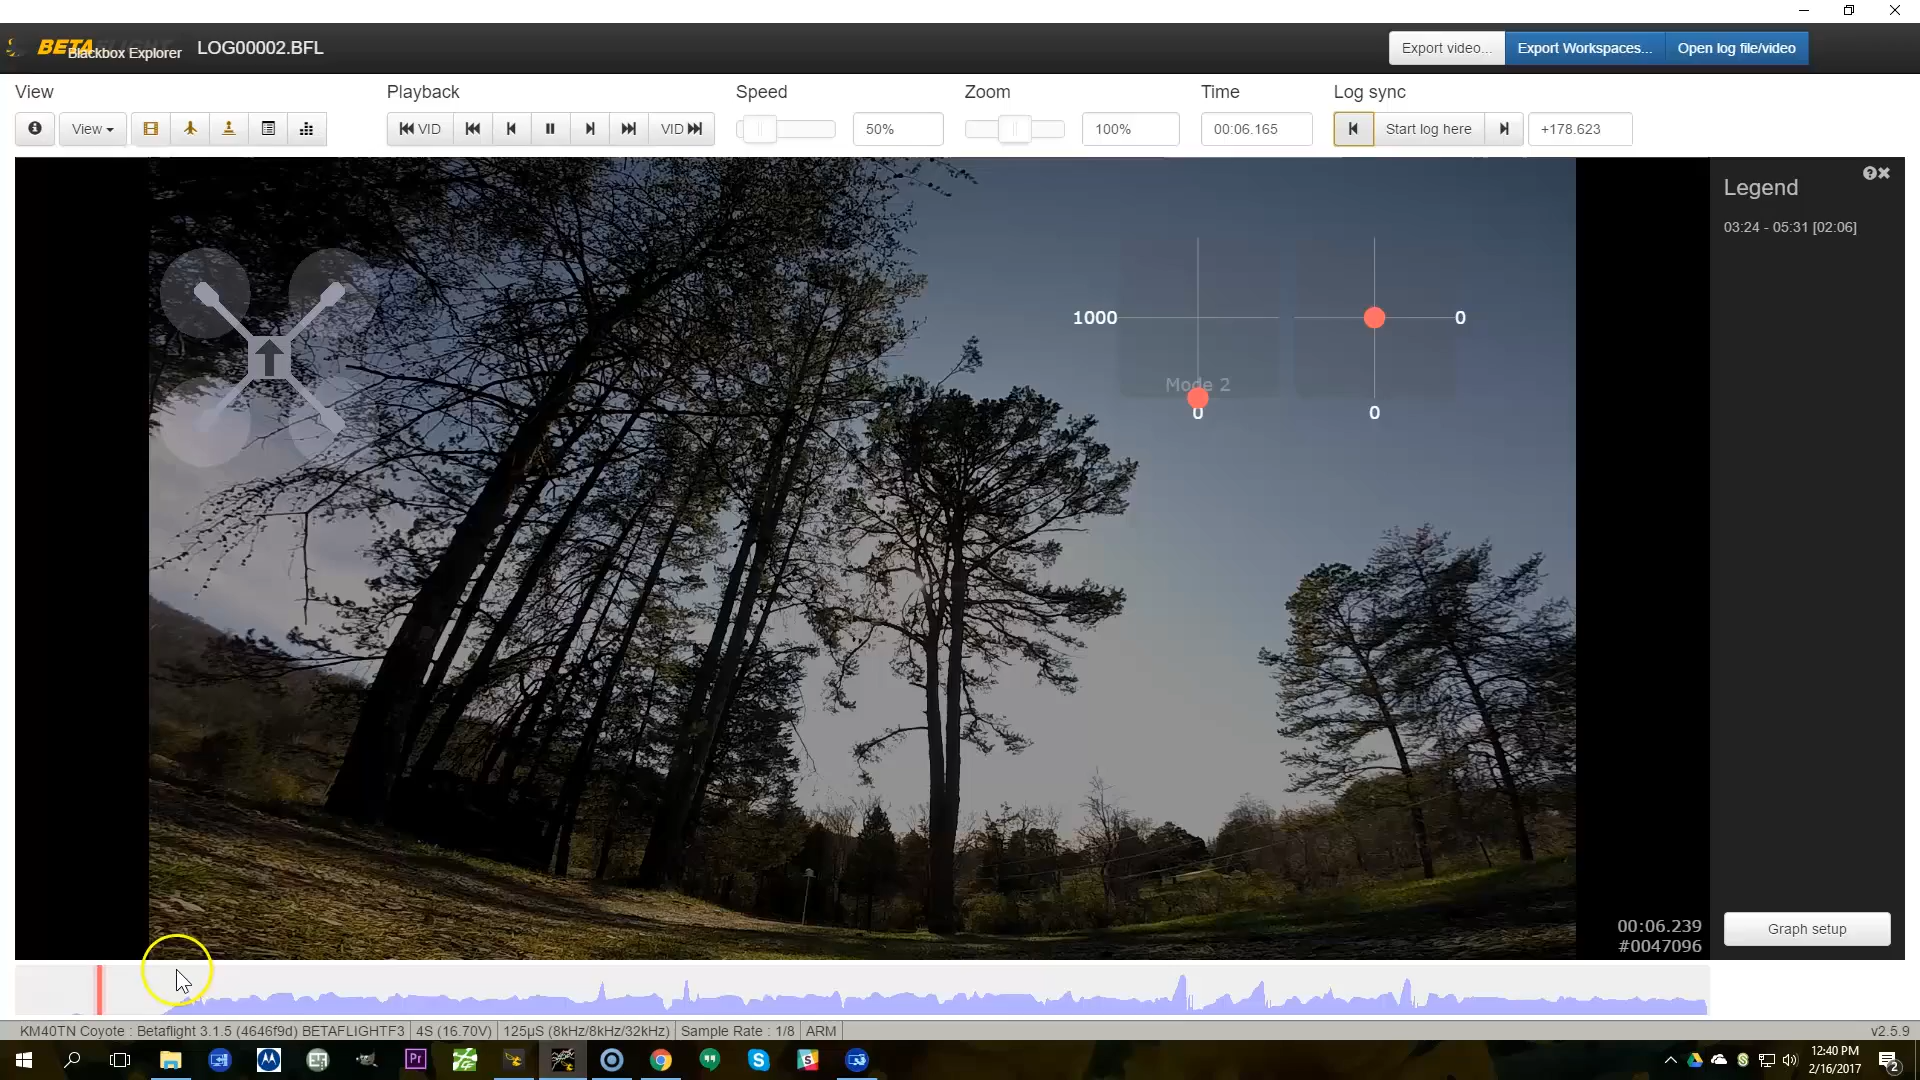 BETAFLIGHT
Blackbox Explorer
LOG00002.BFL
Export video...
Export Workspaces...
Open log file/video
View
Playback
Speed
Zoom
Time
Log sync
View
VID
VID
50%
100%
00:06.165
Start log here
+178.623
Legend
03:24 - 05:31 [02:06]
1000
0
Mode 2
0
0
00:06.239
#0047096
Graph setup
KM40TN Coyote : Betaflight 3.1.5 (4646f9d) BETAFLIGHTF3
4S (16.70V)
125µS (8kHz/8kHz/32kHz)
Sample Rate : 1/8
ARM
v2.5.9
Pr
12:40 PM
2/16/2017
2